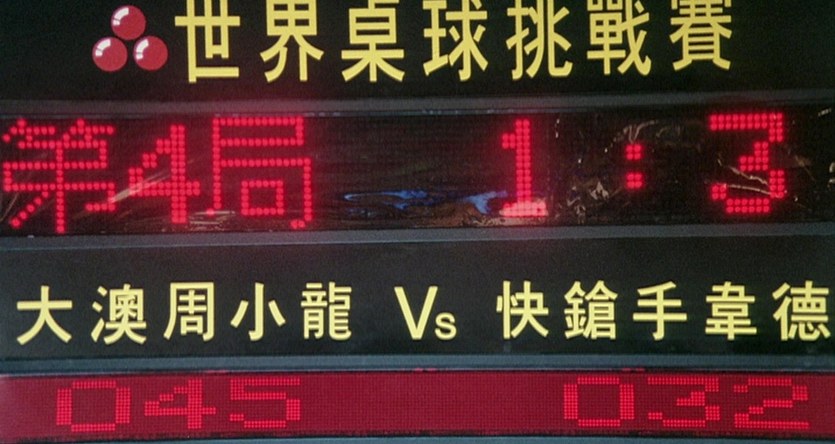 世界桌球挑戰賽
第4局 1:3
大澳周小龍 Vs 快鎗手韋德
045 032